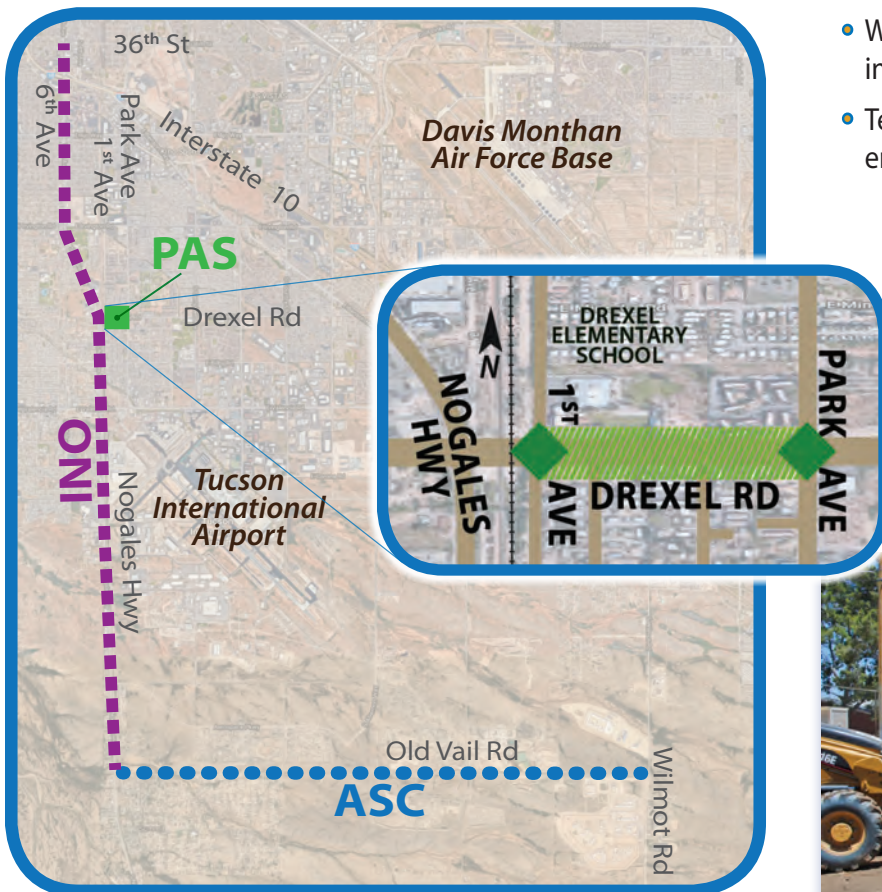 36th St
6th Ave
Park Ave
1st Ave
Interstate 10
Davis Monthan
Air Force Base
PAS
Drexel Rd
DREXEL
ELEMENTARY
SCHOOL
N
NOGALES
HWY
1ST
AVE
PARK
AVE
DREXEL RD
ONI
Nogales Hwy
Tucson
International
Airport
Old Vail Rd
ASC
Wilmot Rd
16E